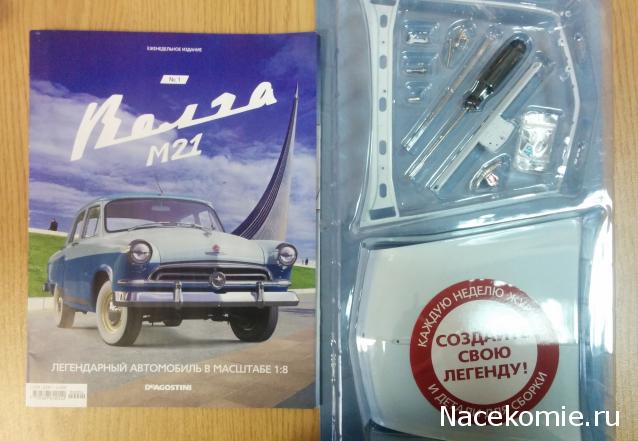 ЕЖЕНЕДЕЛЬНОЕ ИЗДАНИЕ
№ 1
Волга
М21
ЛЕГЕНДАРНЫЙ АВТОМОБИЛЬ В МАСШТАБЕ 1:8
DEAGOSTINI
КАЖДУЮ НЕДЕЛЮ
СОЗДАЙТЕ
СВОЮ
ЛЕГЕНДУ!
И ДЕТАЛИ ДЛЯ СБОРКИ
Nacekomie.ru